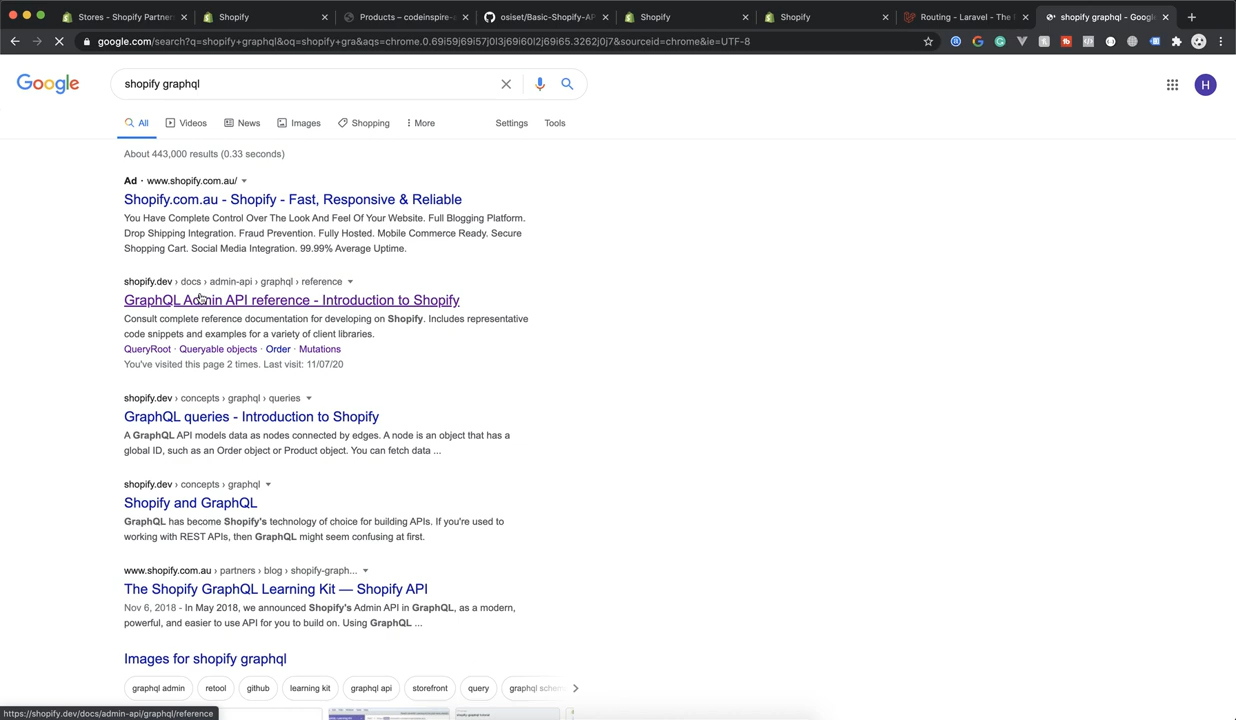 Stores - Shopify Partner
Shopify
Products – codeinspire-
osiset/Basic-Shopify-AP
Shopify
Shopify
Routing - Laravel - The
shopify graphql - Googl
google.com/search?q=shopify+graphql&oq=shopify+gra&aqs=chrome.0.69i59j69i57j0l3j69i60l2j69i65.3262j0j7&sourceid=chrome&ie=UTF-8
Google
shopify graphql
H
All
Videos
News
Images
Shopping
More
Settings
Tools
About 443,000 results (0.33 seconds)
Ad · www.shopify.com.au/
Shopify.com.au - Shopify - Fast, Responsive & Reliable
You Have Complete Control Over The Look And Feel Of Your Website. Full Blogging Platform.
Drop Shipping Integration. Fraud Prevention. Fully Hosted. Mobile Commerce Ready. Secure
Shopping Cart. Social Media Integration. 99.99% Average Uptime.
shopify.dev › docs › admin-api › graphql › reference
GraphQL Admin API reference - Introduction to Shopify
Consult complete reference documentation for developing on Shopify. Includes representative
code snippets and examples for a variety of client libraries.
QueryRoot · Queryable objects · Order · Mutations
You've visited this page 2 times. Last visit: 11/07/20
shopify.dev › concepts › graphql › queries
GraphQL queries - Introduction to Shopify
A GraphQL API models data as nodes connected by edges. A node is an object that has a
global ID, such as an Order object or Product object. You can fetch data ...
shopify.dev › concepts › graphql
Shopify and GraphQL
GraphQL has become Shopify's technology of choice for building APIs. If you're used to
working with REST APIs, then GraphQL might seem confusing at first.
www.shopify.com.au › partners › blog › shopify-graph...
The Shopify GraphQL Learning Kit — Shopify API
Nov 6, 2018 - In May 2018, we announced Shopify's Admin API in GraphQL, as a modern,
powerful, and easier to use API for you to build on. Using GraphQL ...
Images for shopify graphql
graphql admin
retool
github
learning kit
graphql api
storefront
query
graphql schem
https://shopify.dev/docs/admin-api/graphql/reference